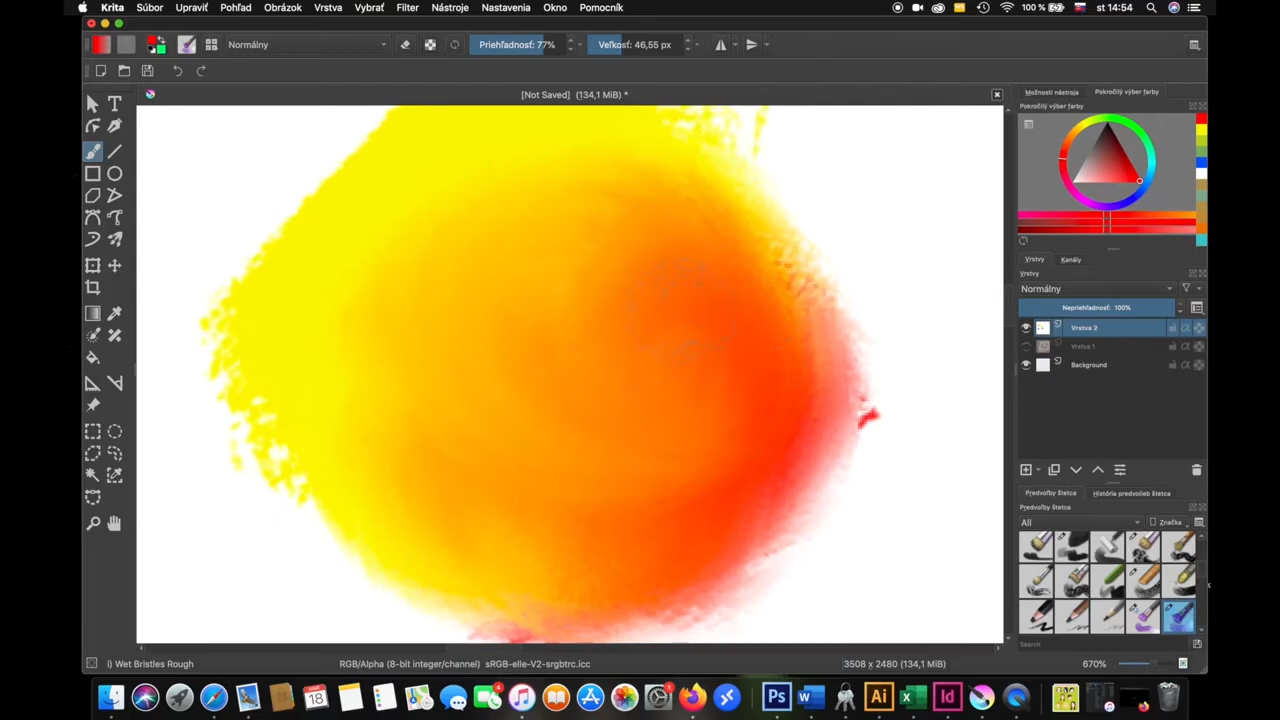 Krita Súbor Upraviť Pohľad Obrázok Vrstva Vybrať Filter Nástroje Nastavenia Okno Pomocník 100 % st 14:54
Normálny Priehľadnosť: 77% Veľkosť: 46,55 px
[Not Saved] (134,1 MiB) *
Možnosti nástroja Pokročilý výber farby
Pokročilý výber farby
Vrstvy Kanály
Vrstvy
Normálny
Nepriehľadnosť: 100%
Vrstva 2
Vrstva 1
Background
Predvoľby štetca História predvolieb štetca
Predvoľby štetca
All Značka
Search
i) Wet Bristles Rough RGB/Alpha (8-bit integer/channel) sRGB-elle-V2-srgbtrc.icc 3508 x 2480 (134,1 MiB) 670%
MAR
18
4
1
Ps W Ai X Id